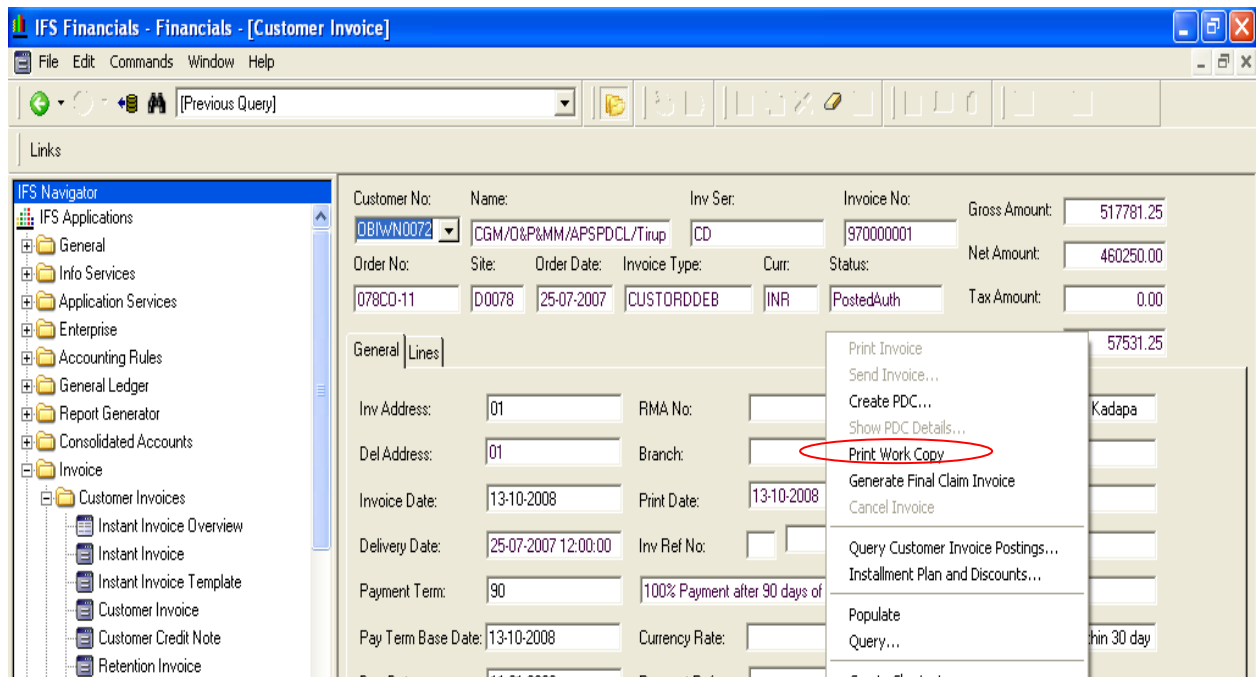 IFS Financials - Financials - [Customer Invoice]
File Edit Commands Window Help
[Previous Query]
Links
IFS Navigator
IFS Applications
General
Info Services
Application Services
Enterprise
Accounting Rules
General Ledger
Report Generator
Consolidated Accounts
Invoice
Customer Invoices
Instant Invoice Overview
Instant Invoice
Instant Invoice Template
Customer Invoice
Customer Credit Note
Retention Invoice
Customer No: Name: Inv Ser: Invoice No: Gross Amount: 517781.25
OBIWN0072 CGM/O&P&MM/APSPDCL/Tirup CD 970000001
Net Amount: 460250.00
Order No: Site: Order Date: Invoice Type: Curr: Status:
078CO-11 D0078 25-07-2007 CUSTORDDEB INR PostedAuth Tax Amount: 0.00
57531.25
General Lines
Inv Address: 01 RMA No: Kadapa
Del Address: 01 Branch:
Invoice Date: 13-10-2008 Print Date: 13-10-2008
Delivery Date: 25-07-2007 12:00:00 Inv Ref No:
Payment Term: 90 100% Payment after 90 days of
Pay Term Base Date: 13-10-2008 Currency Rate: hin 30 day
Print Invoice
Send Invoice...
Create PDC...
Show PDC Details...
Print Work Copy
Generate Final Claim Invoice
Cancel Invoice
Query Customer Invoice Postings...
Installment Plan and Discounts...
Populate
Query...